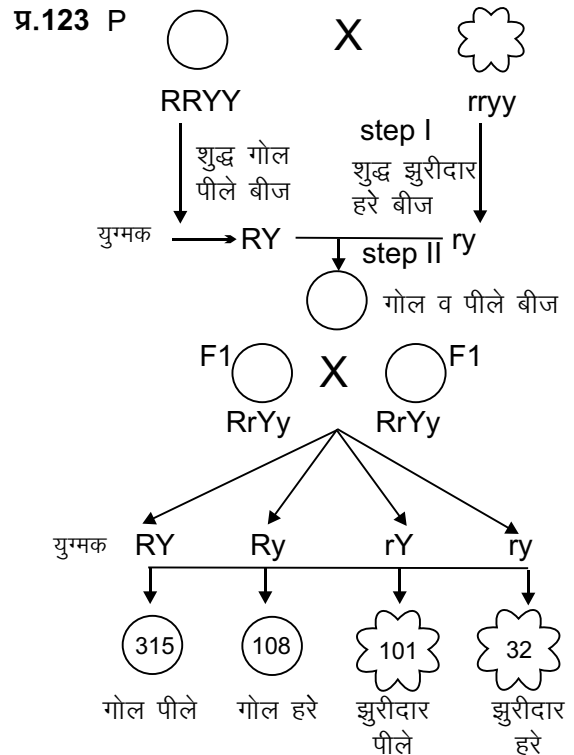 प्र.123 P X
RRYY rryy
step I
शुद्ध गोल
पीले बीज
शुद्ध झुरीदार
हरे बीज
युग्मक RY ry
step II
गोल व पीले बीज
F1 X F1
RrYy RrYy
युग्मक RY Ry rY ry
315 108 101 32
गोल पीले गोल हरे झुरीदार
पीले झुरीदार
हरे